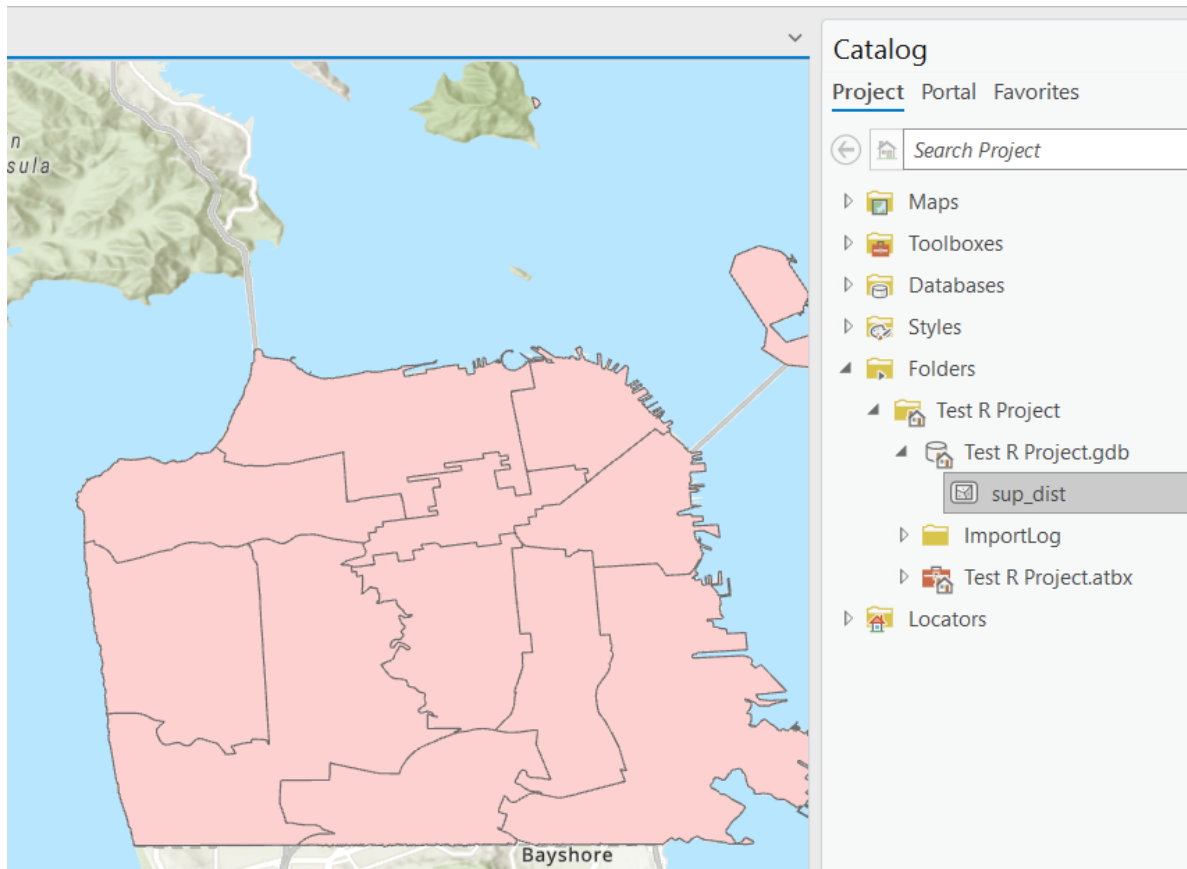 n
sula
Bayshore
Catalog
Project Portal Favorites
Search Project
Maps
Toolboxes
Databases
Styles
Folders
Test R Project
Test R Project.gdb
sup_dist
ImportLog
Test R Project.atbx
Locators